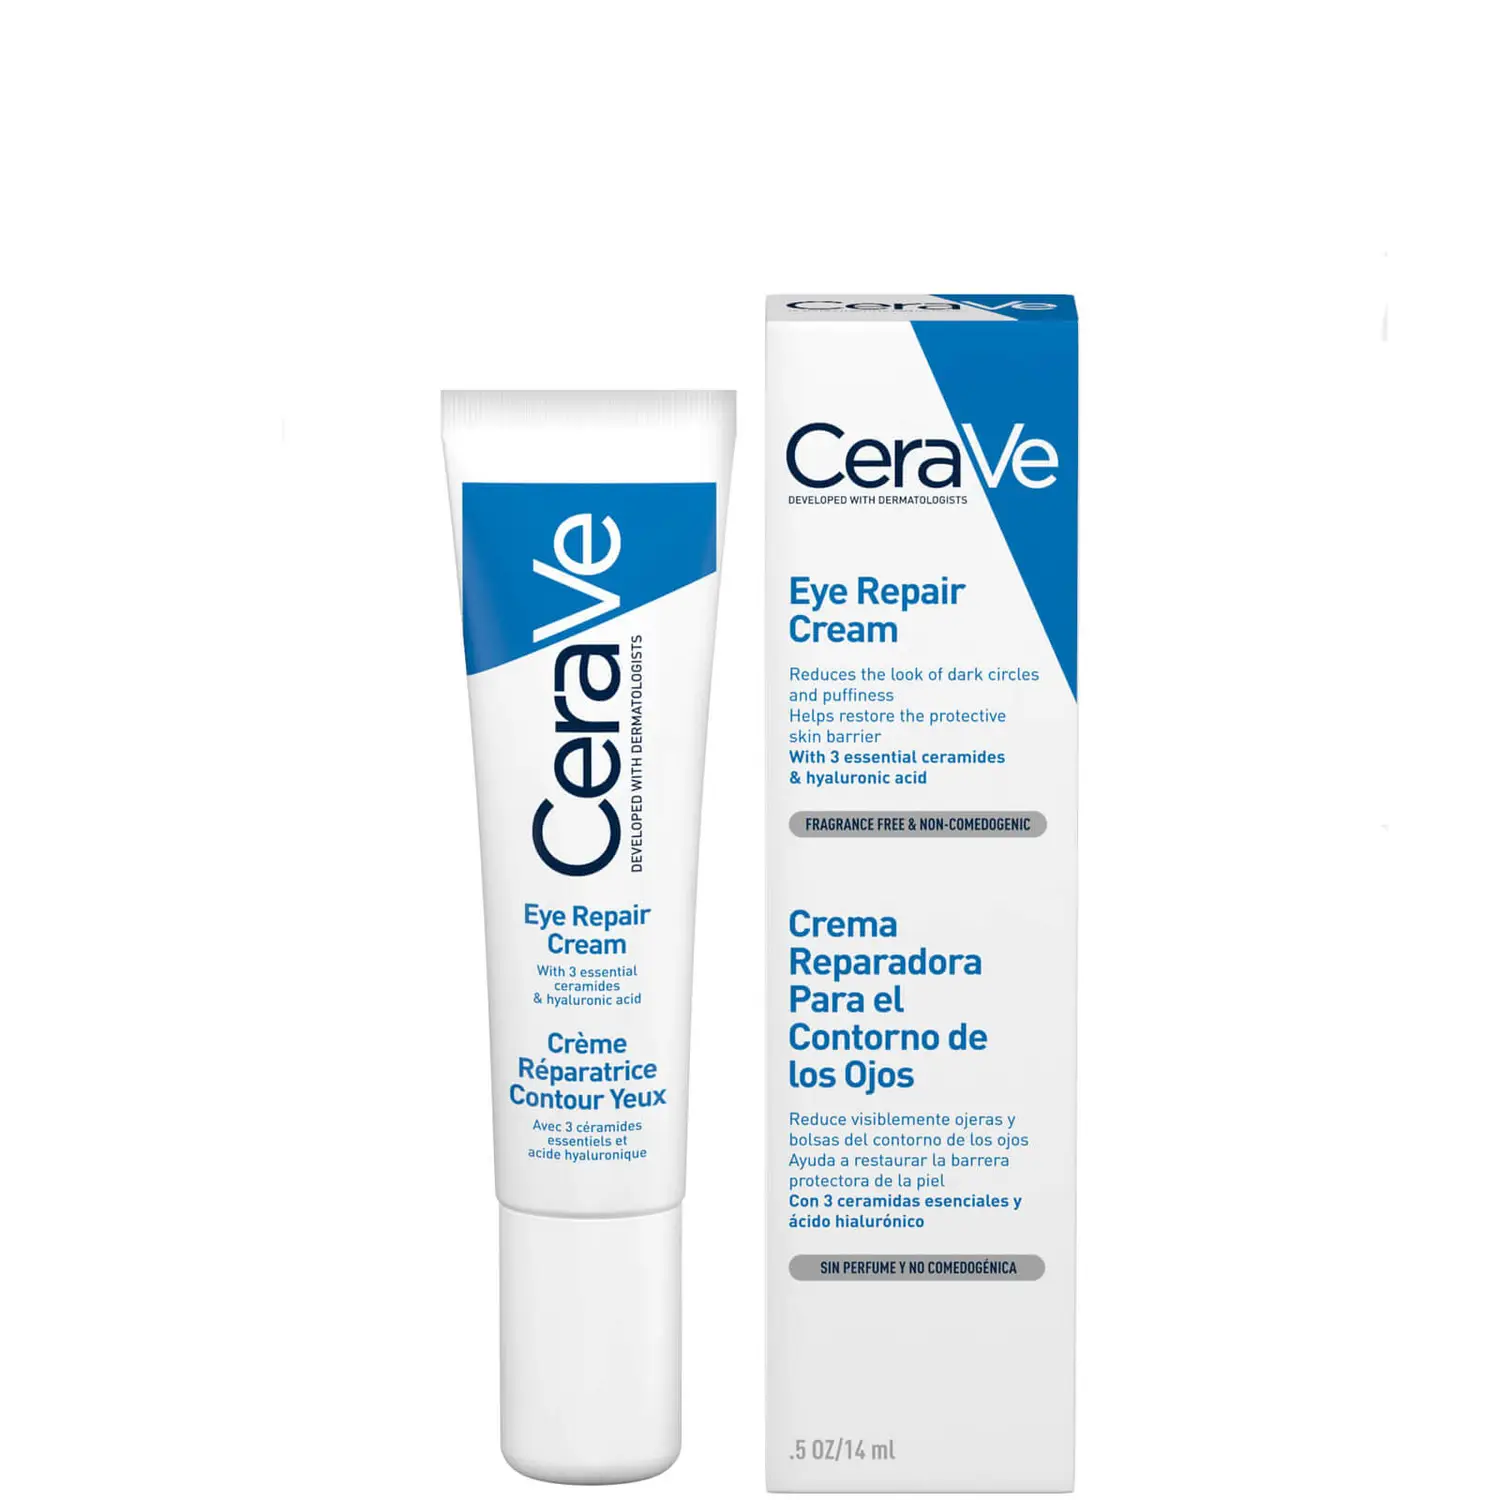 CeraVe
DEVELOPED WITH DERMATOLOGISTS
Eye Repair
Cream
With 3 essential
ceramides
& hyaluronic acid
Crème
Réparatrice
Contour Yeux
Avec 3 céramides
essentiels et
acide hyaluronique
CeraVe
CeraVe
DEVELOPED WITH DERMATOLOGISTS
Eye Repair
Cream
Reduces the look of dark circles
and puffiness
Helps restore the protective
skin barrier
With 3 essential ceramides
& hyaluronic acid
FRAGRANCE FREE & NON-COMEDOGENIC
Crema
Reparadora
Para el
Contorno de
los Ojos
Reduce visiblemente ojeras y
bolsas del contorno de los ojos
Ayuda a restaurar la barrera
protectora de la piel
Con 3 ceramidas esenciales y
ácido hialurónico
SIN PERFUME Y NO COMEDOGÉNICA
.5 OZ/14 ml